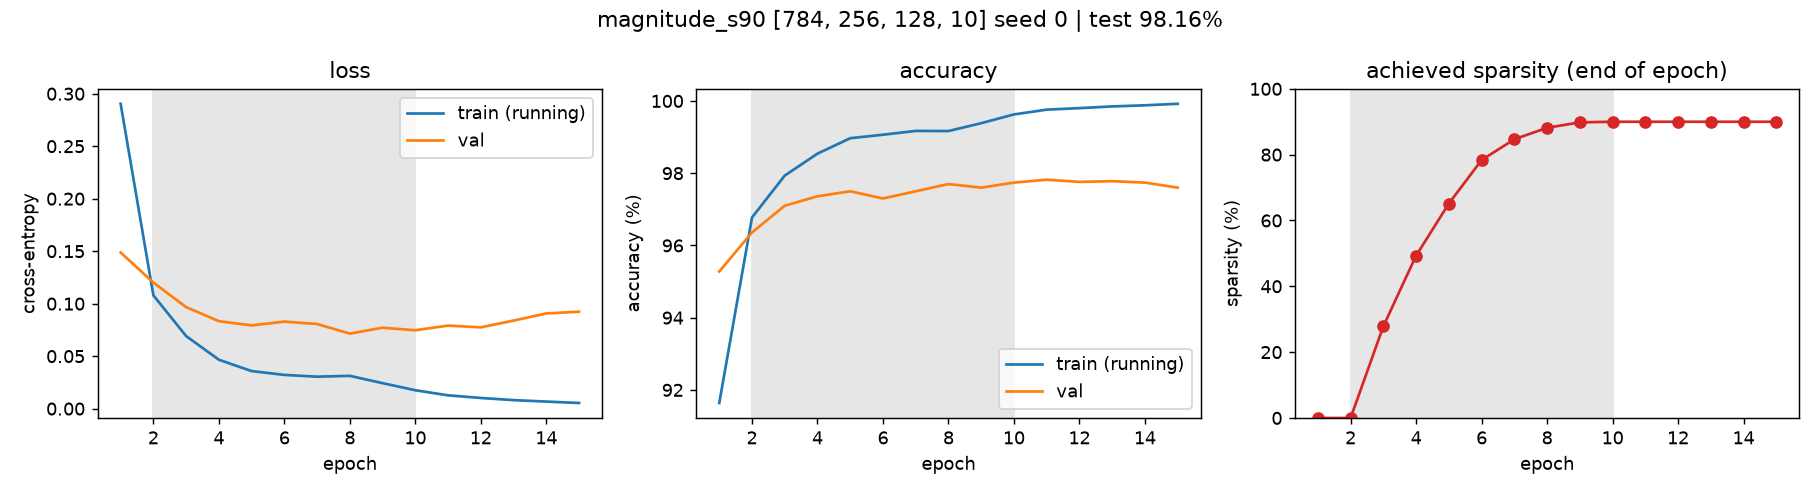 magnitude_s90 [784, 256, 128, 10] seed 0 | test 98.16%
loss
cross-entropy
0.30
0.25
0.20
0.15
0.10
0.05
0.00
train (running)
val
2 4 6 8 10 12 14
epoch
accuracy
accuracy (%)
100
98
96
94
92
train (running)
val
2 4 6 8 10 12 14
epoch
achieved sparsity (end of epoch)
sparsity (%)
100
80
60
40
20
0
2 4 6 8 10 12 14
epoch